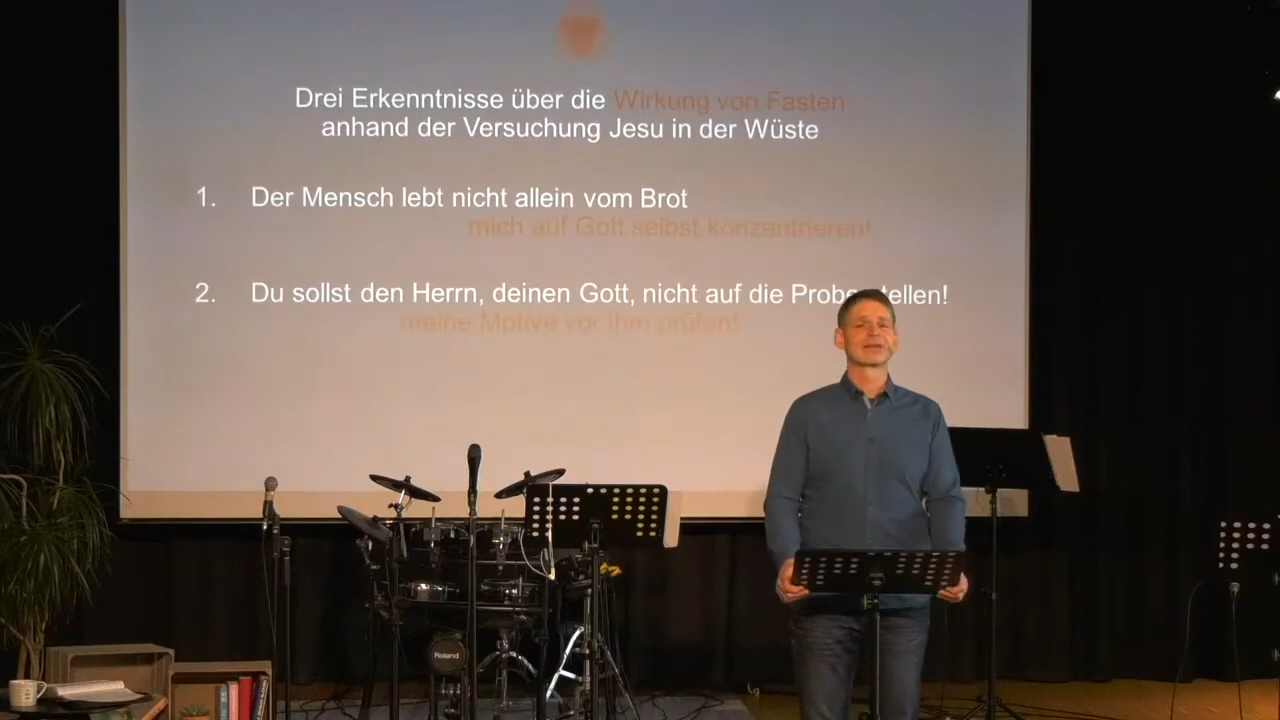 Drei Erkenntnisse über die Wirkung von Fasten
anhand der Versuchung Jesu in der Wüste
1. Der Mensch lebt nicht allein vom Brot
mich auf Gott selbst konzentrieren!
2. Du sollst den Herrn, deinen Gott, nicht auf die Probe stellen!
meine Motive vor ihm prüfen!
Roland